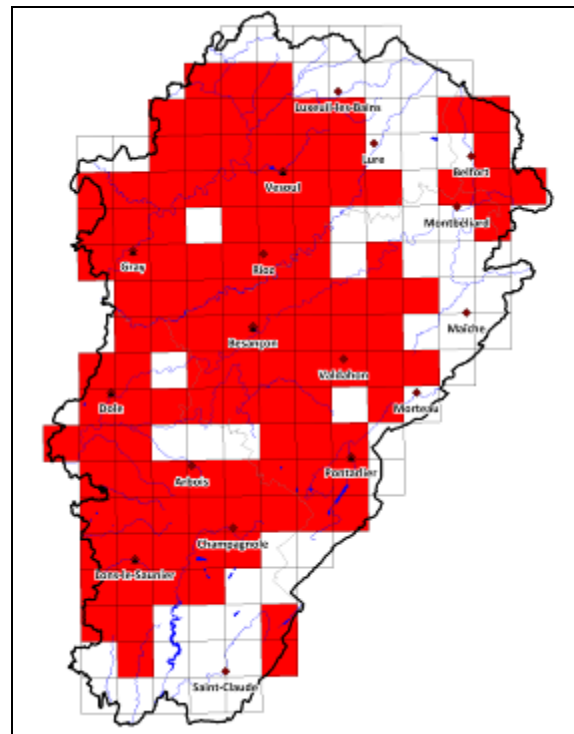 Luxeuil-les-Bains
Lure
Belfort
Vesoul
Montbéliard
Gray
Rioz
Maîche
Besançon
Valdahon
Dole
Morteau
Pontarlier
Arbois
Champagnole
Lons-le-Saunier
Saint-Claude